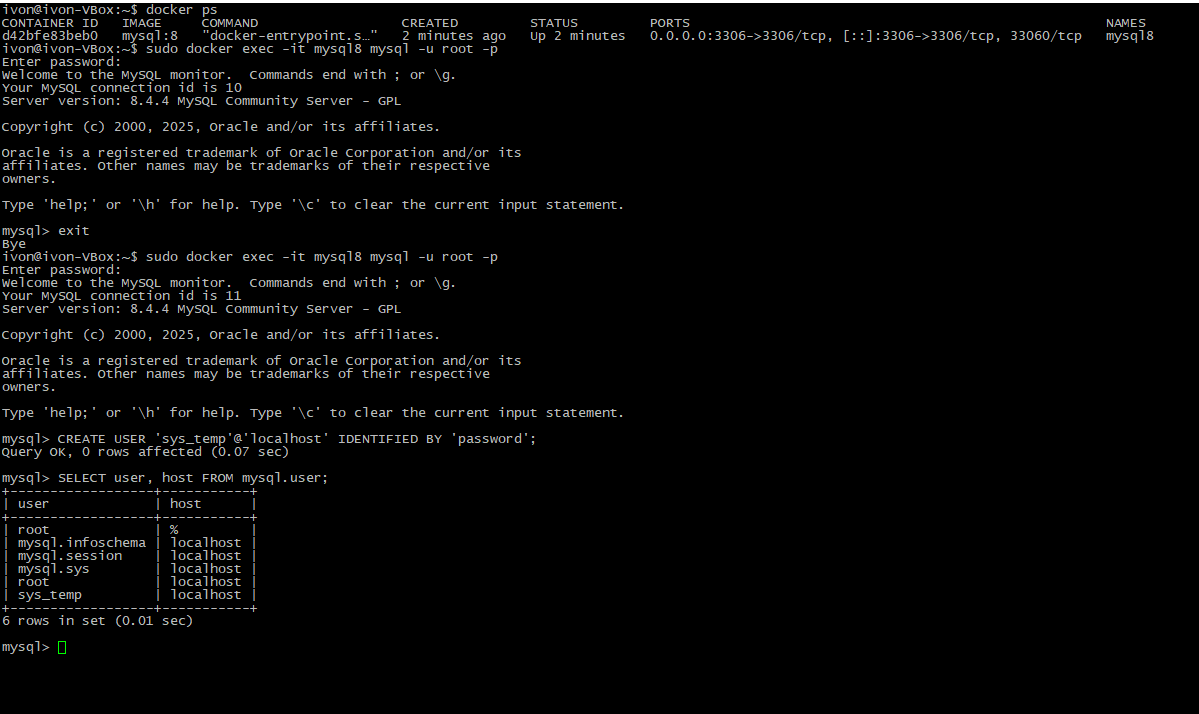 ivon@ivon-VBox:~$ docker ps
CONTAINER ID   IMAGE     COMMAND                  CREATED         STATUS         PORTS                                                    NAMES
d42bfe83beb0   mysql:8   "docker-entrypoint.s…"   2 minutes ago   Up 2 minutes   0.0.0.0:3306->3306/tcp, [::]:3306->3306/tcp, 33060/tcp   mysql8
ivon@ivon-VBox:~$ sudo docker exec -it mysql8 mysql -u root -p
Enter password:
Welcome to the MySQL monitor.  Commands end with ; or \g.
Your MySQL connection id is 10
Server version: 8.4.4 MySQL Community Server - GPL

Copyright (c) 2000, 2025, Oracle and/or its affiliates.

Oracle is a registered trademark of Oracle Corporation and/or its
affiliates. Other names may be trademarks of their respective
owners.

Type 'help;' or '\h' for help. Type '\c' to clear the current input statement.

mysql> exit
Bye
ivon@ivon-VBox:~$ sudo docker exec -it mysql8 mysql -u root -p
Enter password:
Welcome to the MySQL monitor.  Commands end with ; or \g.
Your MySQL connection id is 11
Server version: 8.4.4 MySQL Community Server - GPL

Copyright (c) 2000, 2025, Oracle and/or its affiliates.

Oracle is a registered trademark of Oracle Corporation and/or its
affiliates. Other names may be trademarks of their respective
owners.

Type 'help;' or '\h' for help. Type '\c' to clear the current input statement.

mysql> CREATE USER 'sys_temp'@'localhost' IDENTIFIED BY 'password';
Query OK, 0 rows affected (0.07 sec)

mysql> SELECT user, host FROM mysql.user;
+------------------+-----------+
| user             | host      |
+------------------+-----------+
| root             | %         |
| mysql.infoschema | localhost |
| mysql.session    | localhost |
| mysql.sys        | localhost |
| root             | localhost |
| sys_temp         | localhost |
+------------------+-----------+
6 rows in set (0.01 sec)

mysql>